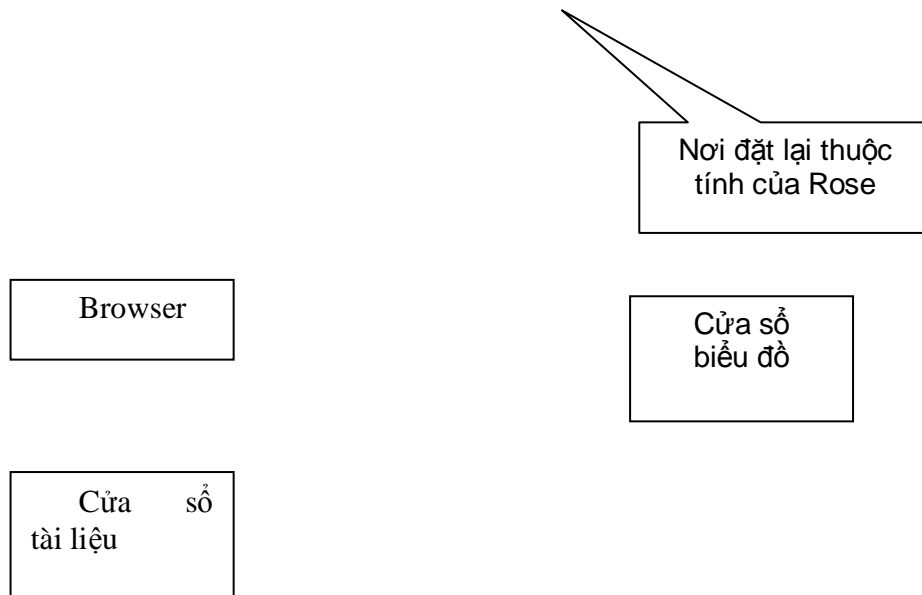 Nơi đặt lại thuộc
tính của Rose
Browser
Cửa sổ
biểu đồ
Cửa sổ
tài liệu